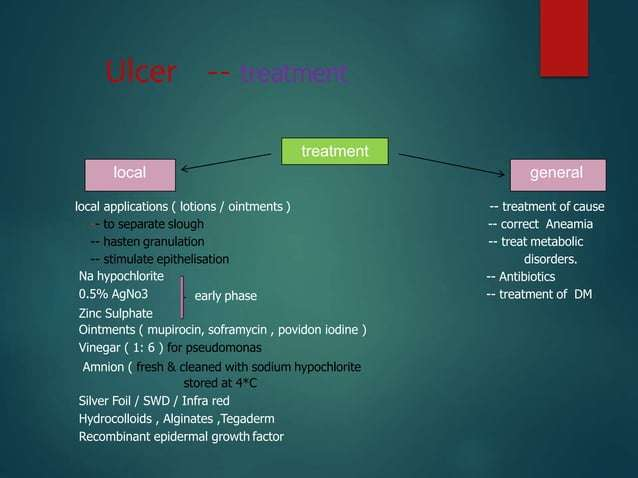 Ulcer -- treatment
treatment
local
general
local applications ( lotions / ointments )
-- to separate slough
-- hasten granulation
-- stimulate epithelisation
Na hypochlorite
0.5% AgNo3
early phase
Zinc Sulphate
Ointments ( mupirocin, soframycin , povidon iodine )
Vinegar ( 1: 6 ) for pseudomonas
Amnion ( fresh & cleaned with sodium hypochlorite
stored at 4*C
Silver Foil / SWD / Infra red
Hydrocolloids , Alginates ,Tegaderm
Recombinant epidermal growth factor
-- treatment of cause
-- correct Aneamia
-- treat metabolic
disorders.
-- Antibiotics
-- treatment of DM